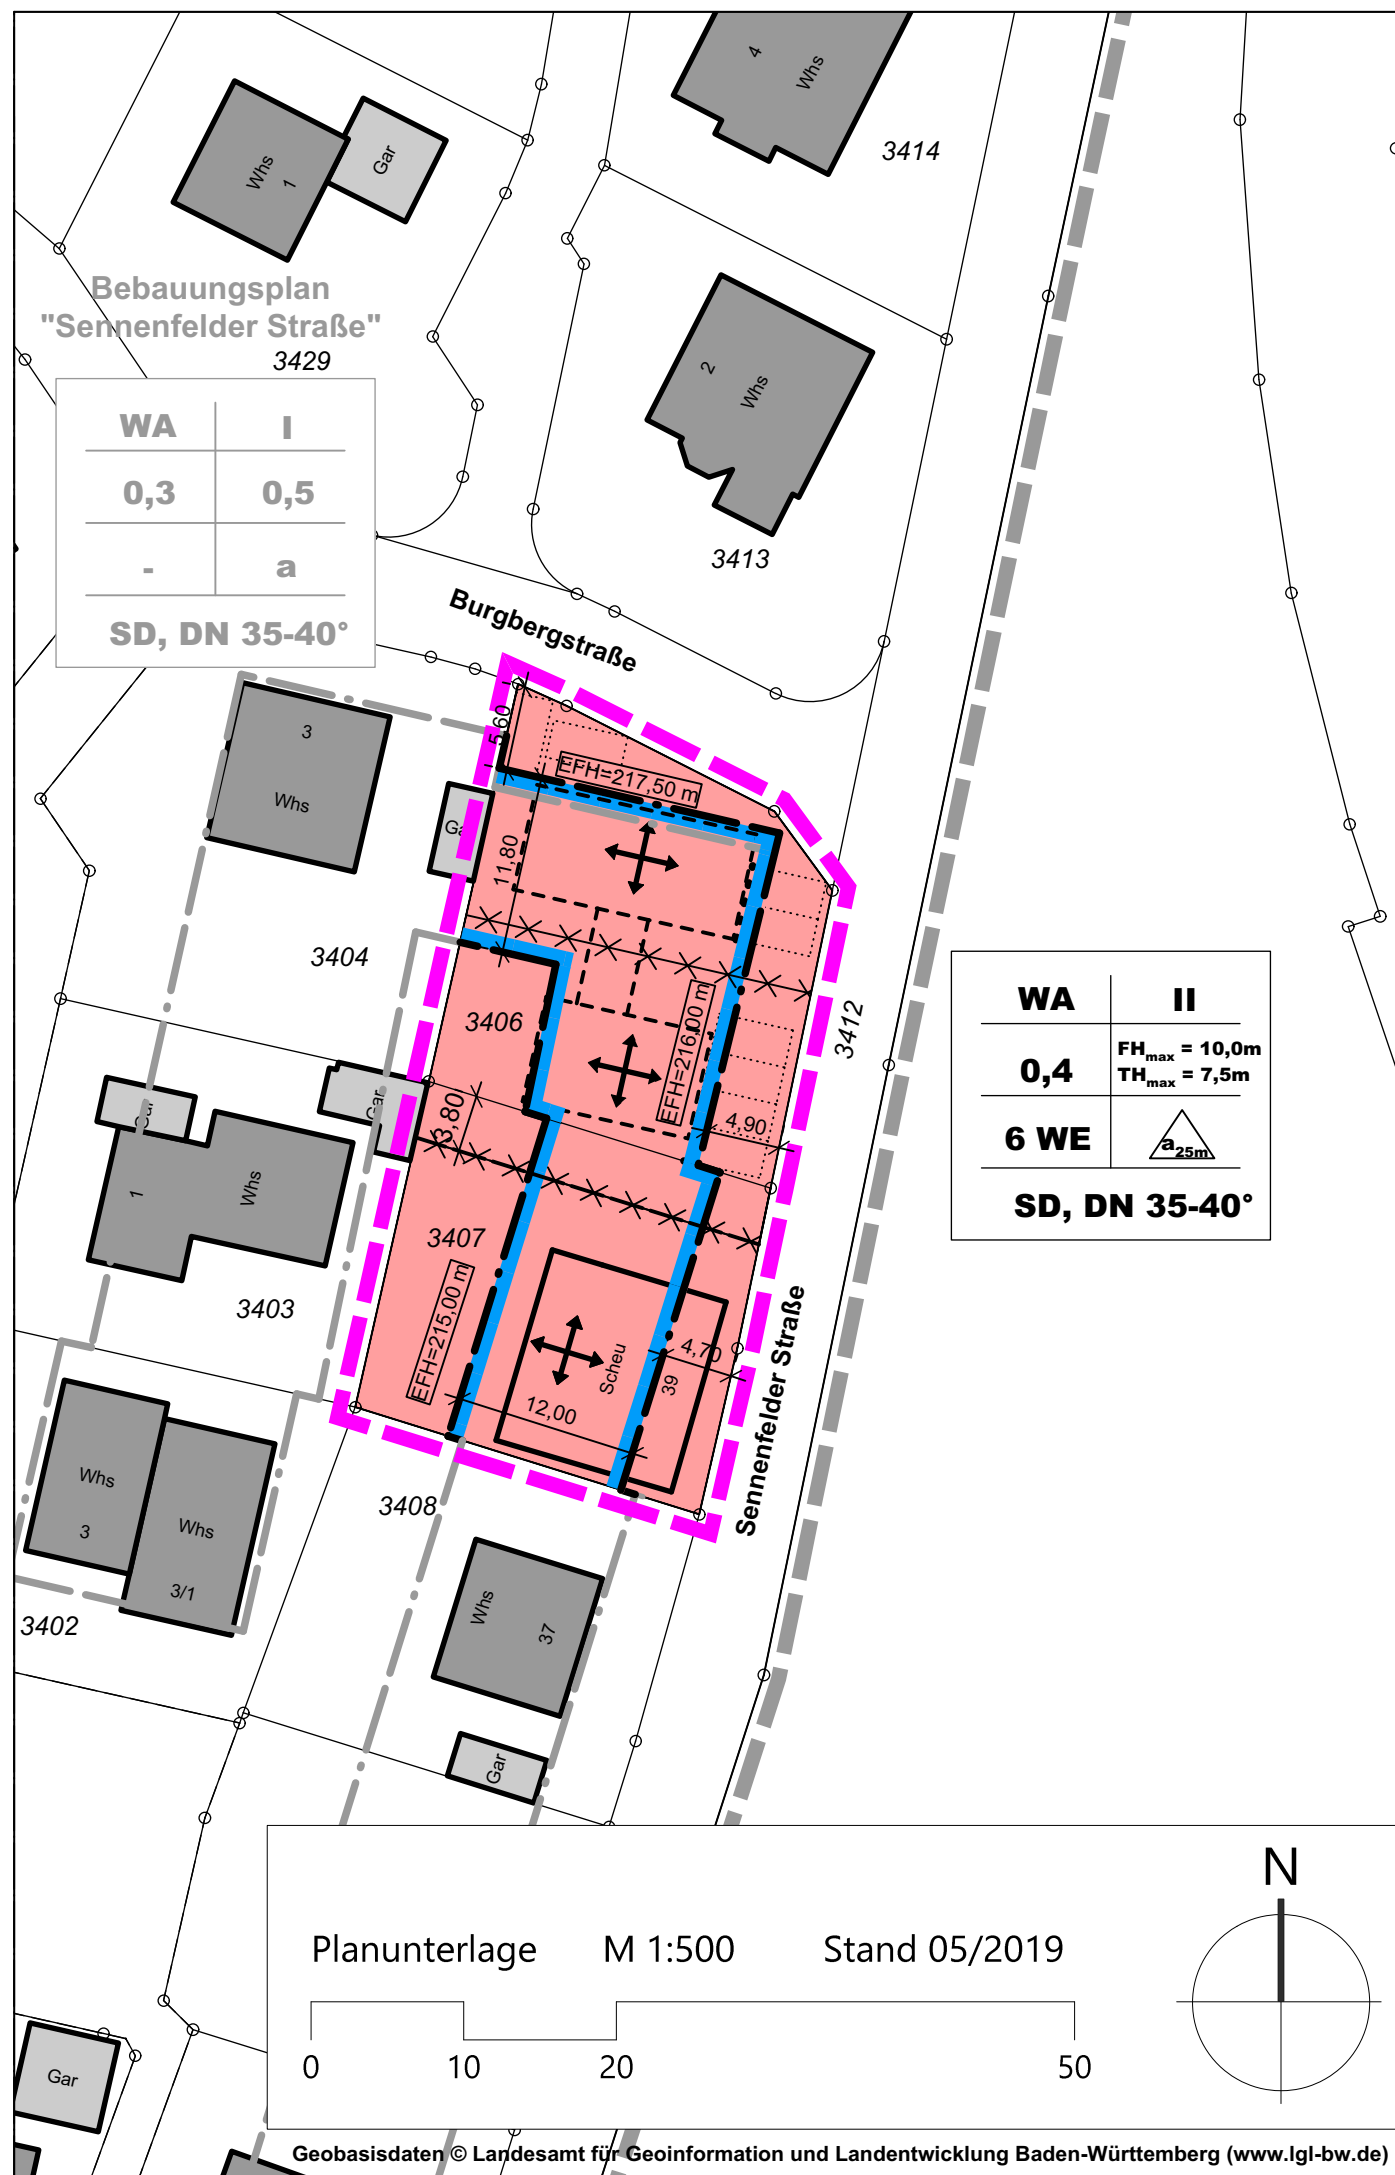 4
Whs
3414
Whs
1
Gar
Bebauungsplan
"Sennenfelder Straße"
3429
2
Whs
WA I
0,3 0,5
- a
SD, DN 35-40°
3413
Burgbergstraße
5,60
EFH=217,50 m
3
Whs
11,80
3404
3406
EFH=216,00 m
3412
WA II
0,4 FHmax = 10,0m
THmax = 7,5m
6 WE a25m
SD, DN 35-40°
Gar
3,80
4,90
1
Whs
3407
3403
EFH=215,00 m
Scheu
39
4,70
12,00
Sennenfelder Straße
Whs
3
Whs
3/1
3408
3402
Whs
37
Gar
Planunterlage M 1:500 Stand 05/2019
N
0 10 20 50
Gar
Geobasisdaten © Landesamt für Geoinformation und Landentwicklung Baden-Württemberg (www.lgl-bw.de)